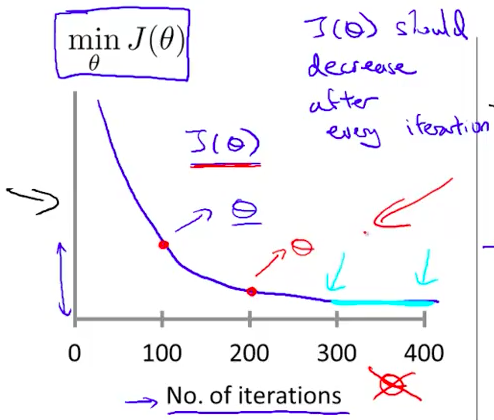 min J(θ)
θ
J(θ) should
decrease
after
every iteration
J(θ)
θ
θ
0 100 200 300 400
No. of iterations
θ